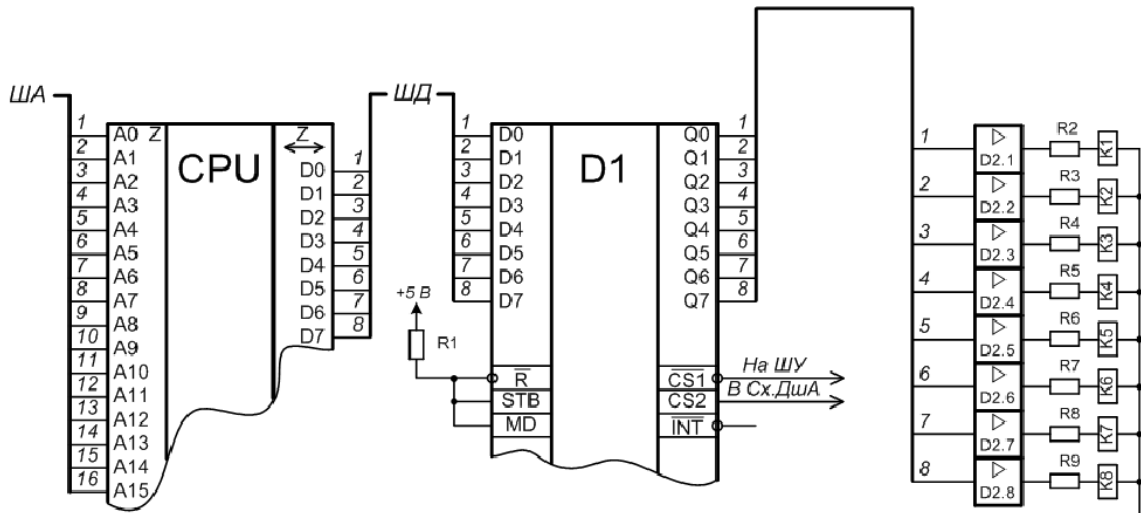 ША
1 A0 Z
2 A1
3 A2
4 A3
5 A4
6 A5
7 A6
8 A7
9 A8
10 A9
11 A10
12 A11
13 A12
14 A13
15 A14
16 A15
CPU
Z
D0 1
D1 2
D2 3
D3 4
D4 5
D5 6
D6 7
D7 8
ШД
1 D0
2 D1
3 D2
4 D3
5 D4
6 D5
7 D6
8 D7
+5 В
R1
R
STB
MD
D1
Q0 1
Q1 2
Q2 3
Q3 4
Q4 5
Q5 6
Q6 7
Q7 8
CS1 На ШУ
CS2 В Сх.ДшА
INT
1 D2.1 R2 K1
2 D2.2 R3 K2
3 D2.3 R4 K3
4 D2.4 R5 K4
5 D2.5 R6 K5
6 D2.6 R7 K6
7 D2.7 R8 K7
8 D2.8 R9 K8